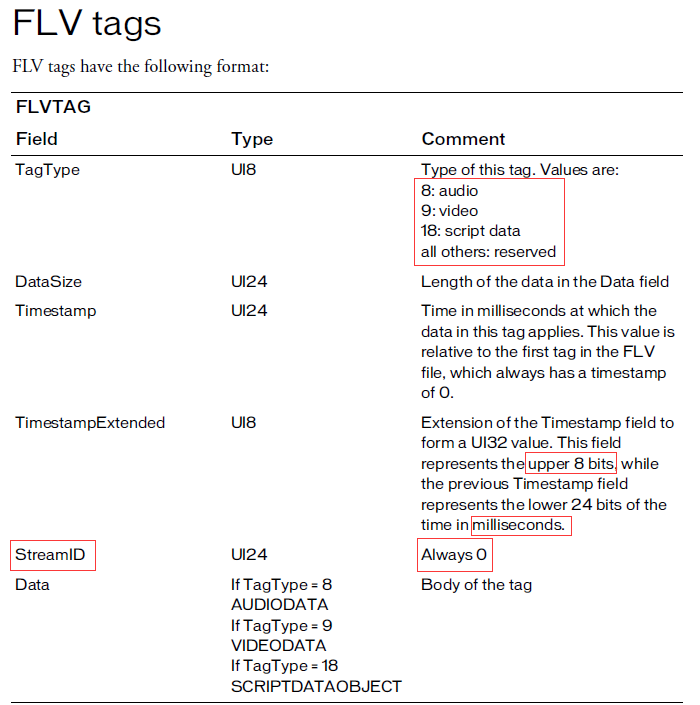 FLV tags
FLV tags have the following format:
FLVTAG
Field Type Comment
TagType UI8 Type of this tag. Values are:
8: audio
9: video
18: script data
all others: reserved
DataSize UI24 Length of the data in the Data field
Timestamp UI24 Time in milliseconds at which the
data in this tag applies. This value is
relative to the first tag in the FLV
file, which always has a timestamp
of 0.
TimestampExtended UI8 Extension of the Timestamp field to
form a UI32 value. This field
represents the upper 8 bits, while
the previous Timestamp field
represents the lower 24 bits of the
time in milliseconds.
StreamID UI24 Always 0
Data If TagType = 8 Body of the tag
AUDIODATA
If TagType = 9
VIDEODATA
If TagType = 18
SCRIPTDATAOBJECT